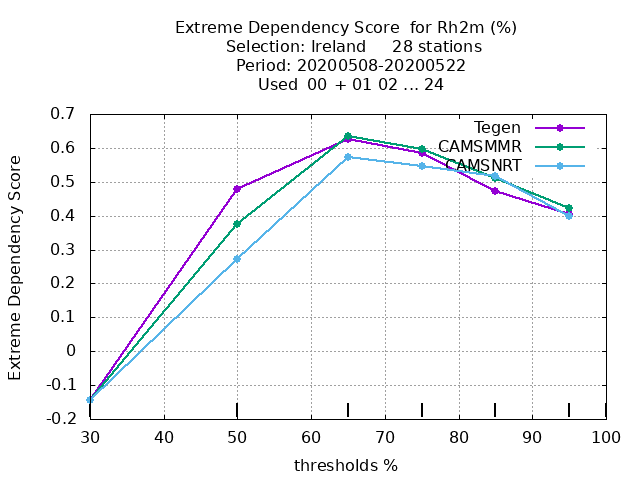 Extreme Dependency Score  for Rh2m (%)
Selection: Ireland     28 stations
Period: 20200508-20200522
Used  00 + 01 02 ... 24
Extreme Dependency Score
0.7
0.6
0.5
0.4
0.3
0.2
0.1
0
-0.1
-0.2
Tegen
CAMSMMR
CAMSNRT
30 40 50 60 70 80 90 100
thresholds %